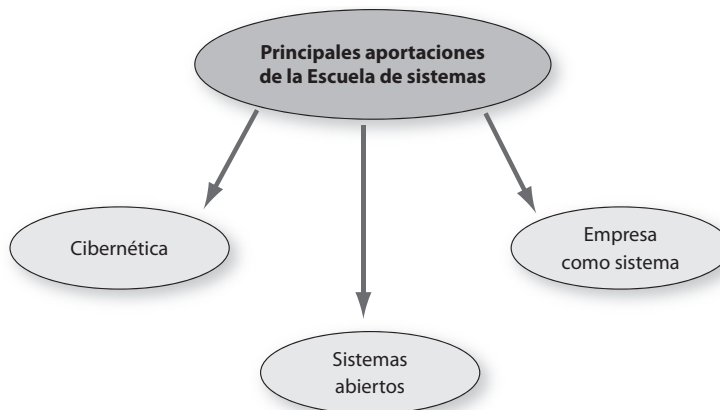 Principales aportaciones
de la Escuela de sistemas
Cibernética
Empresa
como sistema
Sistemas
abiertos